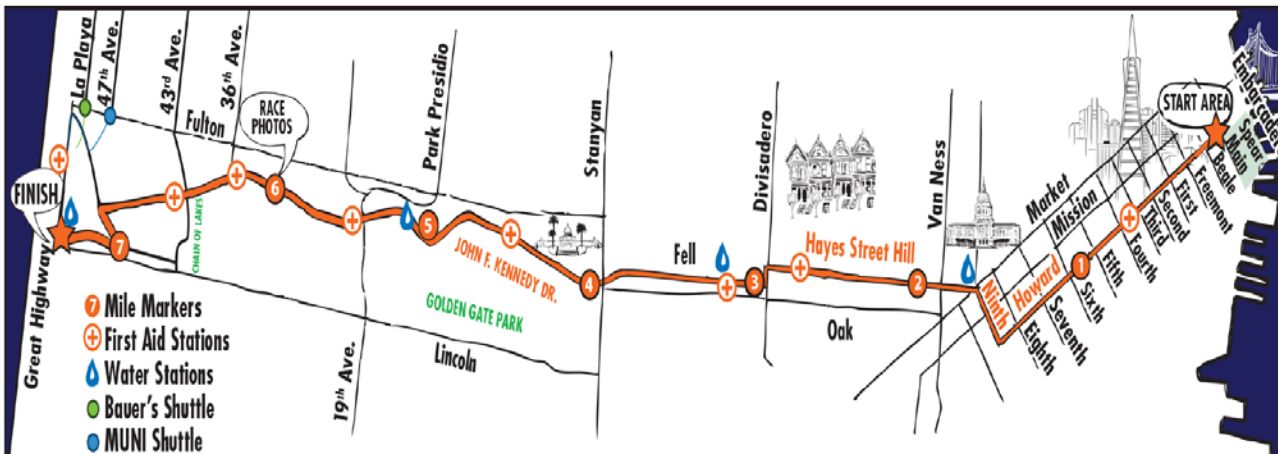 La Playa
47th Ave.
43rd Ave.
36th Ave.
RACE
PHOTOS
Fulton
Park Presidio
Stanyan
Divisadero
Van Ness
Market
Mission
START AREA
Embarcadero
Spear
Main
Beale
Fremont
First
Second
Third
Fourth
Fifth
Sixth
Seventh
Eighth
Ninth
Howard
1
2
Hayes Street Hill
3
Fell
Oak
4
JOHN F. KENNEDY DR.
5
6
7
FINISH
CHAIN OF LAKES
GOLDEN GATE PARK
Lincoln
19th Ave.
Great Highway
7 Mile Markers
First Aid Stations
Water Stations
Bauer's Shuttle
MUNI Shuttle